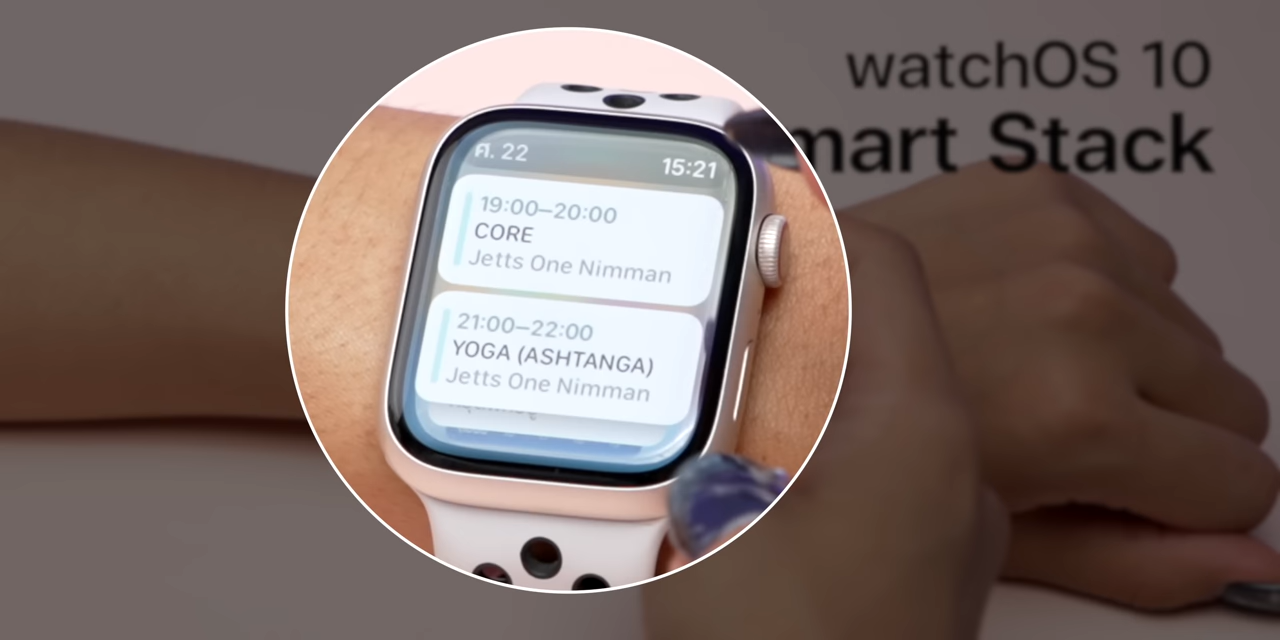 watchOS 10
mart Stack
ศ. 22
15:21
19:00–20:00
CORE
Jetts One Nimman
21:00–22:00
YOGA (ASHTANGA)
Jetts One Nimman